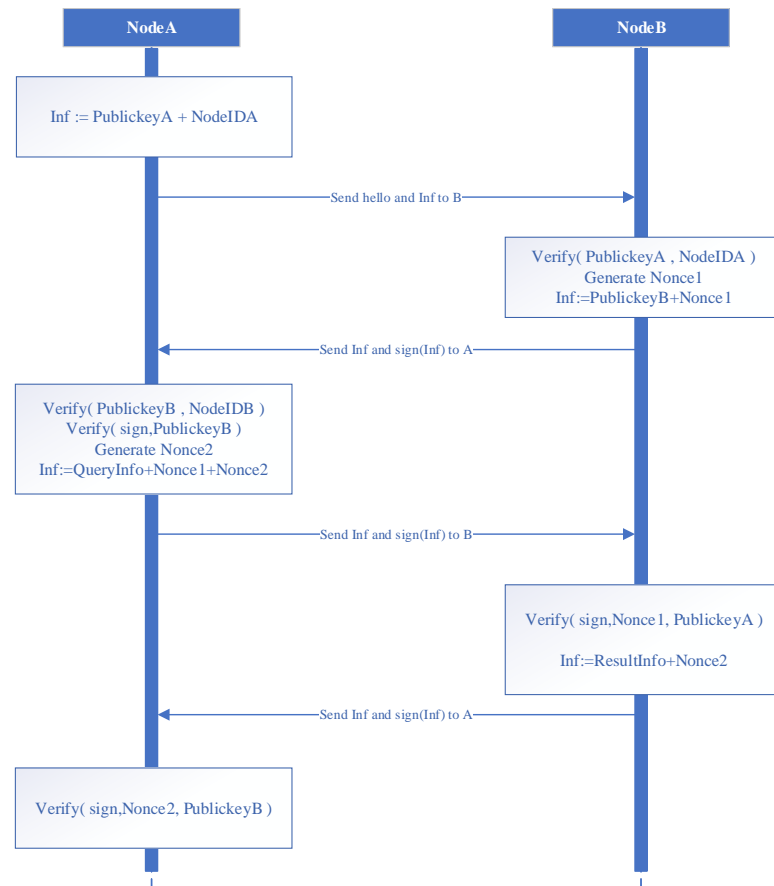 NodeA
NodeB
Inf := PublickeyA + NodeIDA
Send hello and Inf to B
Verify( PublickeyA , NodeIDA )
Generate Nonce1
Inf:=PublickeyB+Nonce1
Send Inf and sign(Inf) to A
Verify( PublickeyB , NodeIDB )
Verify( sign,PublickeyB )
Generate Nonce2
Inf:=QueryInfo+Nonce1+Nonce2
Send Inf and sign(Inf) to B
Verify( sign,Nonce1, PublickeyA )
Inf:=ResultInfo+Nonce2
Send Inf and sign(Inf) to A
Verify( sign,Nonce2, PublickeyB )